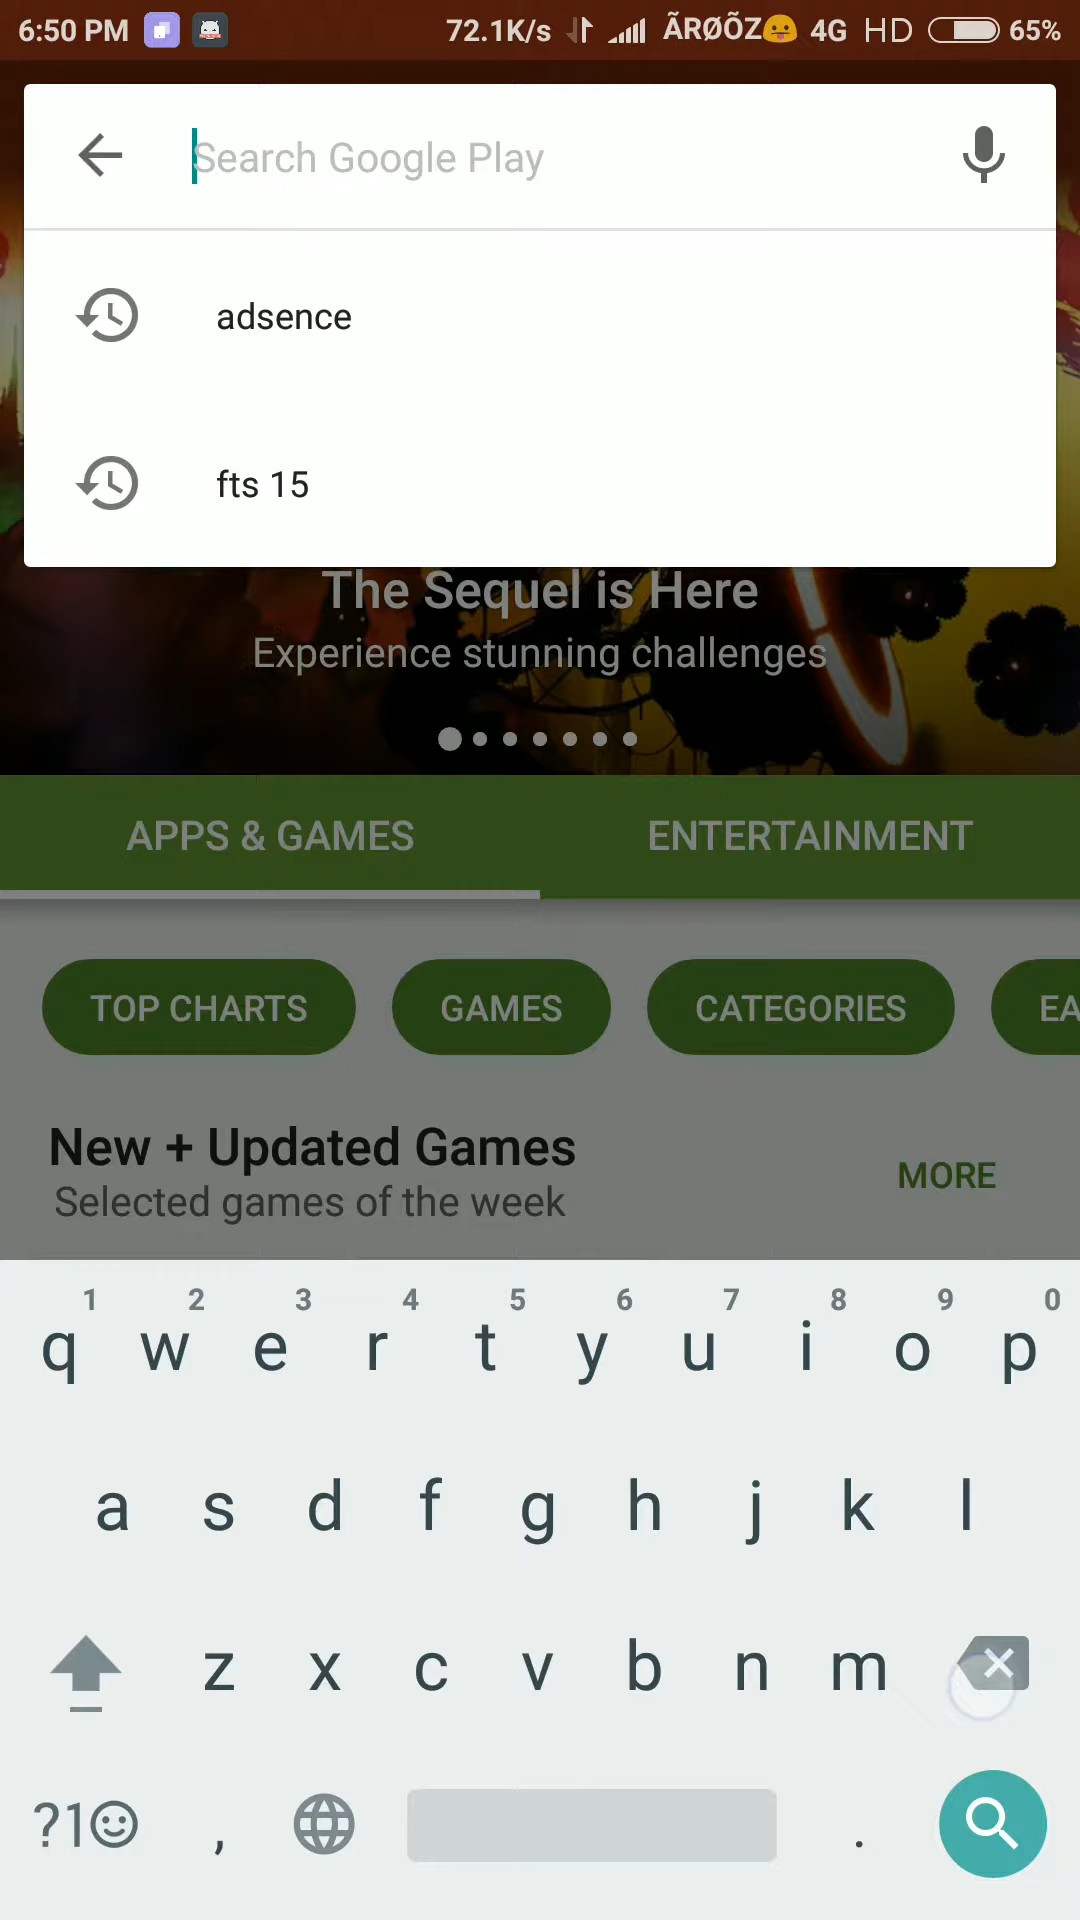 6:50 PM 72.1K/s ÃRØÕZ😛 4G HD 65%
Search Google Play
adsence
fts 15
The Sequel is Here
Experience stunning challenges
APPS & GAMES ENTERTAINMENT
TOP CHARTS GAMES CATEGORIES EA
New + Updated Games
MORE
Selected games of the week
1 2 3 4 5 6 7 8 9 0
q w e r t y u i o p
a s d f g h j k l
z x c v b n m
?1☺ , .